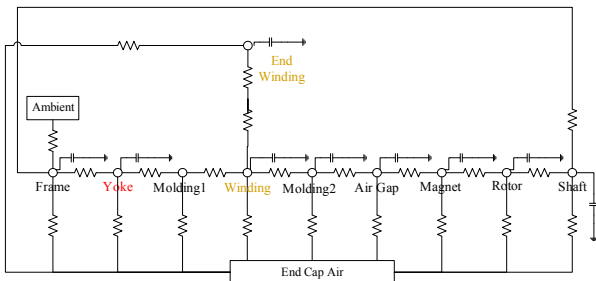 End
Winding
Ambient
Frame
Yoke
Molding1
Winding
Molding2
Air Gap
Magnet
Rotor
Shaft
End Cap Air